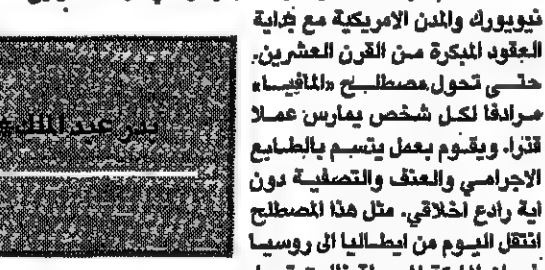 نيويورك والمدن الامريكية مع بداية
العقود المبكرة من القرن العشرين.
حتى تحول مصطلح «المافيا»
مرادفا لكل شخص يمارس عملا
قذرا، ويقوم بعمل يتسم بالطابع
الاجرامي والعنف والتصفية دون
اية رادع اخلاقي. مثل هذا المصطلح
انتقل اليوم من ايطاليا الى روسيا
بدر عبدالملك*